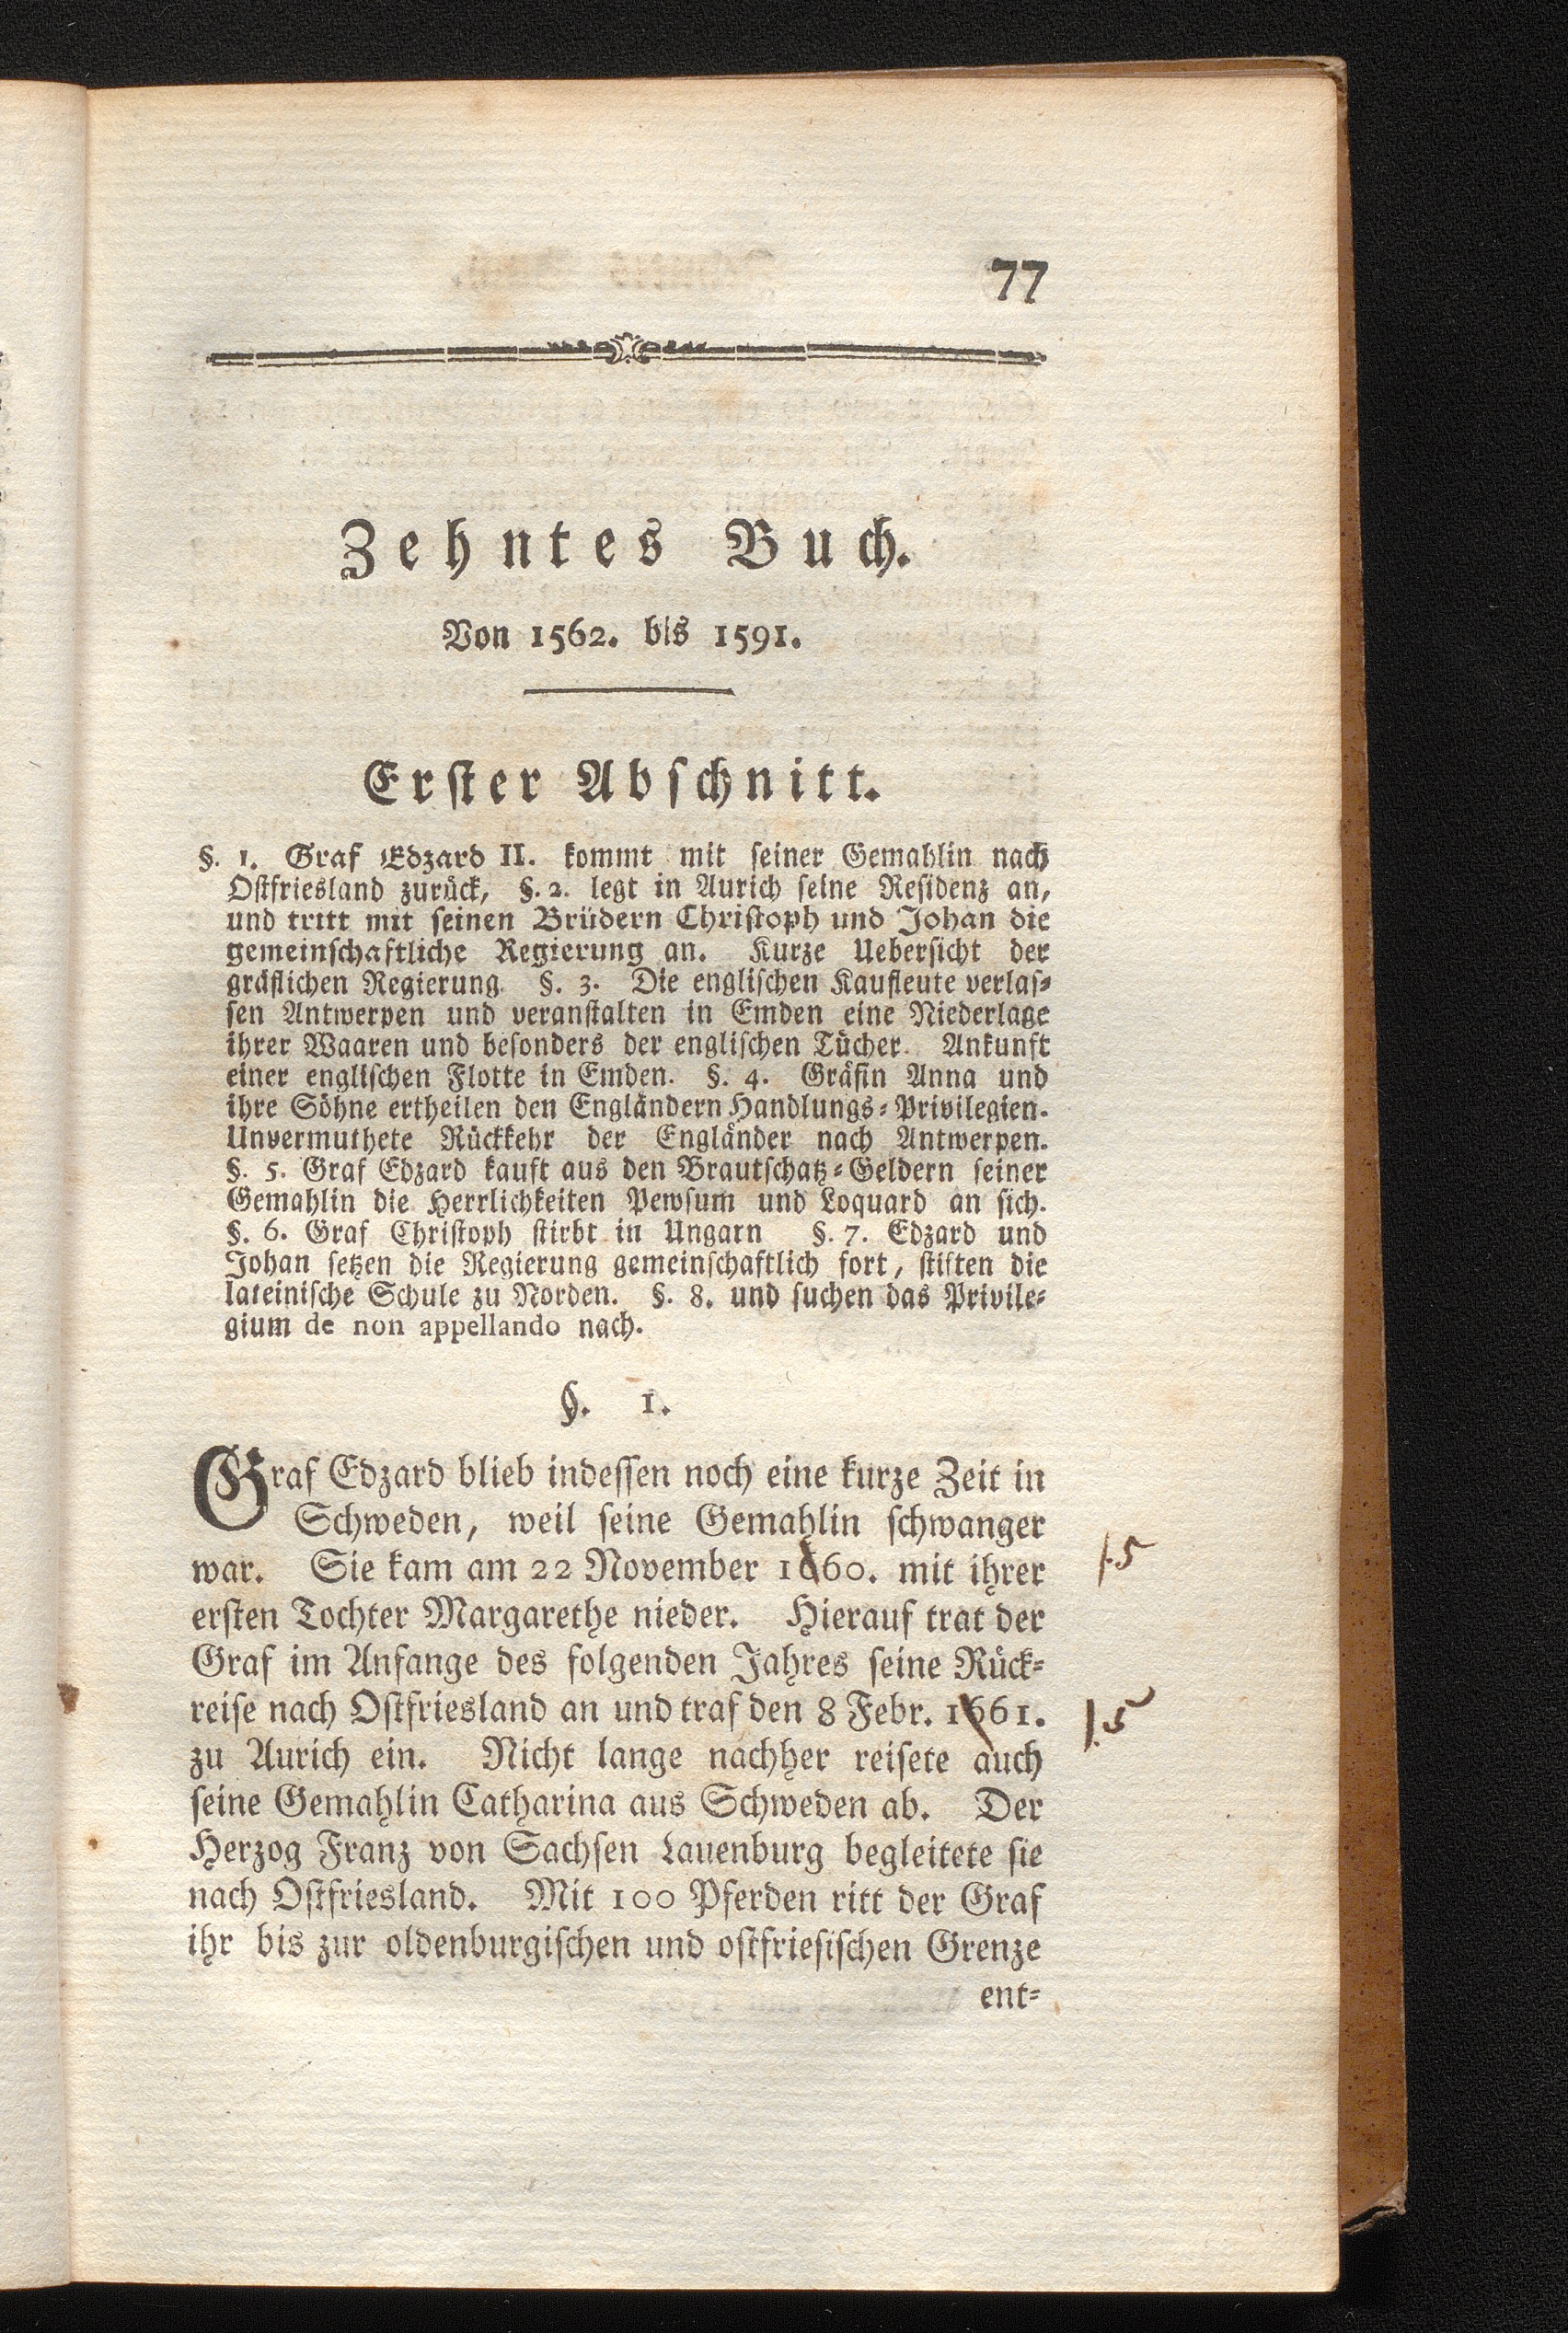 77
Zehntes Buch.
Von 1562. bis 1591.
Erster Abschnitt.
§. 1. Graf Edzard II. kommt mit seiner Gemahlin nach
Ostfriesland zurück, §. 2. legt in Aurich seine Residenz an,
und tritt mit seinen Brüdern Christoph und Johan die
gemeinschaftliche Regierung an. Kurze Uebersicht der
gräflichen Regierung. §. 3. Die englischen Kaufleute verlas-
sen Antwerpen und veranstalten in Emden eine Niederlage
ihrer Waaren und besonders der englischen Tücher. Ankunft
einer englischen Flotte in Emden. §. 4. Gräfin Anna und
ihre Söhne ertheilen den Engländern Handlungs-Privilegien.
Unvermuthete Rückkehr der Engländer nach Antwerpen.
§. 5. Graf Edzard kauft aus den Brautschatz-Geldern seiner
Gemahlin die Herrlichkeiten Pewsum und Loquard an sich.
§. 6. Graf Christoph stirbt in Ungarn §. 7. Edzard und
Johan setzen die Regierung gemeinschaftlich fort, stiften die
lateinische Schule zu Norden. §. 8. und suchen das Privile-
gium de non appellando nach.
§. 1.
Graf Edzard blieb indessen noch eine kurze Zeit in
Schweden, weil seine Gemahlin schwanger
war. Sie kam am 22 November 1660. mit ihrer 5
ersten Tochter Margarethe nieder. Hierauf trat der
Graf im Anfange des folgenden Jahres seine Rück-
reise nach Ostfriesland an und traf den 8 Febr. 1661. 5
zu Aurich ein. Nicht lange nachher reisete auch
seine Gemahlin Catharina aus Schweden ab. Der
Herzog Franz von Sachsen Lauenburg begleitete sie
nach Ostfriesland. Mit 100 Pferden ritt der Graf
ihr bis zur oldenburgischen und ostfriesischen Grenze
ent-